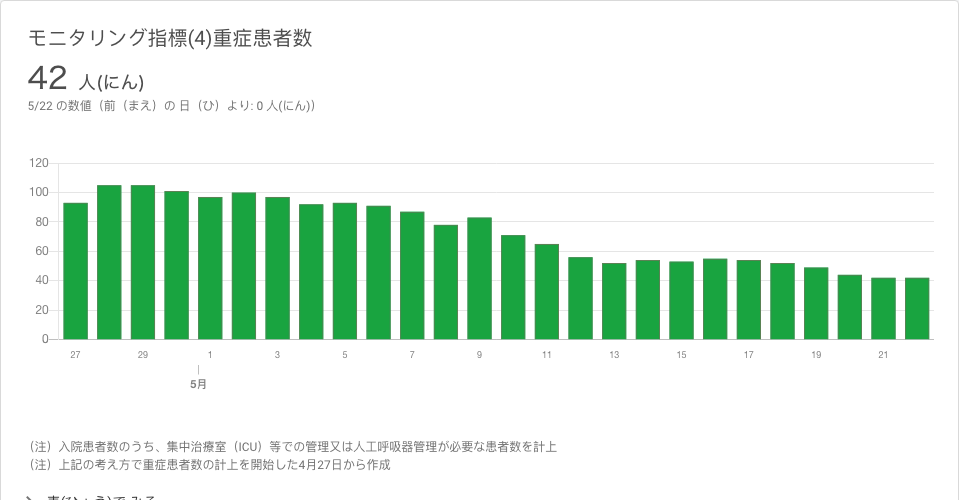 モニタリング指標(4)重症患者数
42 人(にん)
5/22 の数値（前（まえ）の 日（ひ）より: 0 人(にん)）
120
100
80
60
40
20
0
27 29 1 3 5 7 9 11 13 15 17 19 21
5月
（注）入院患者数のうち、集中治療室（ICU）等での管理又は人工呼吸器管理が必要な患者数を計上
（注）上記の考え方で重症患者数の計上を開始した4月27日から作成